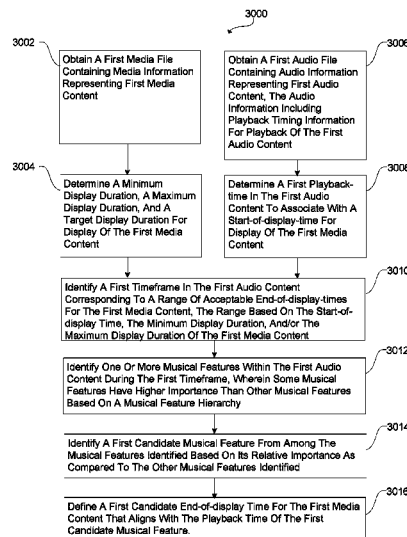 3000
3002
Obtain A First Media File
Containing Media Information
Representing First Media
Content
3006
Obtain A First Audio File
Containing Audio Information
Representing First Audio
Content, The Audio
Information Including
Playback Timing Information
For Playback Of The First
Audio Content
3004
Determine A Minimum
Display Duration, A Maximum
Display Duration, And A
Target Display Duration For
Display Of The First Media
Content
3008
Determine A First Playback-
time In The First Audio
Content To Associate With A
Start-of-display-time For
Display Of The First Media
Content
3010
Identify A First Timeframe In The First Audio Content
Corresponding To A Range Of Acceptable End-of-display-times
For The First Media Content, The Range Based On The Start-of-
display Time, The Minimum Display Duration, And/or The
Maximum Display Duration Of The First Media Content
3012
Identify One Or More Musical Features Within The First Audio
Content During The First Timeframe, Wherein Some Musical
Features Have Higher Importance Than Other Musical Features
Based On A Musical Feature Hierarchy
3014
Identify A First Candidate Musical Feature From Among The
Musical Features Identified Based On Its Relative Importance As
Compared To The Other Musical Features Identified
3016
Define A First Candidate End-of-display Time For The First Media
Content That Aligns With The Playback Time Of The First
Candidate Musical Feature.